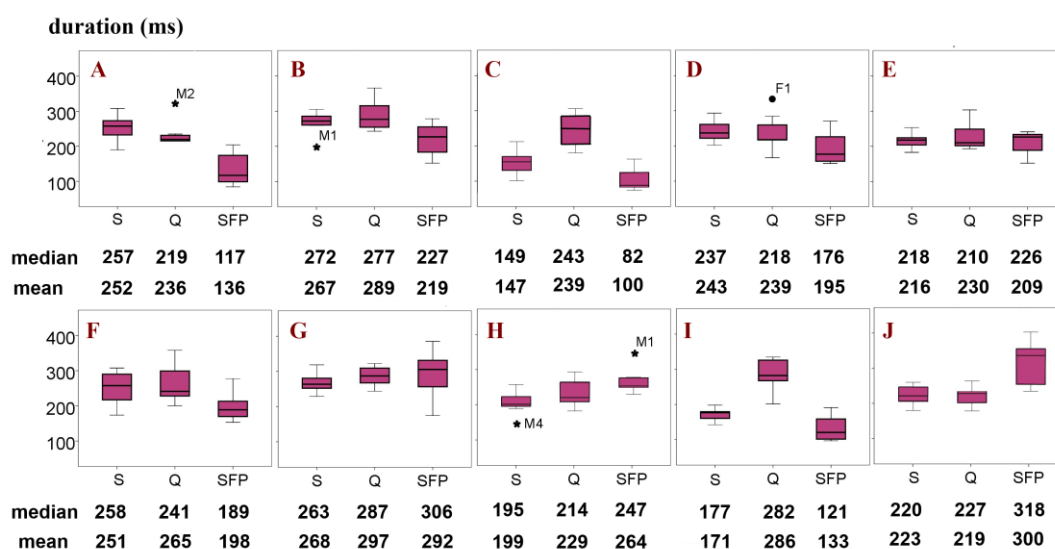 duration (ms)
A B C D E
400
300
200
100
M2
M1
F1
S Q SFP S Q SFP S Q SFP S Q SFP S Q SFP
median 257 219 117 272 277 227 149 243 82 237 218 176 218 210 226
mean 252 236 136 267 289 219 147 239 100 243 239 195 216 230 209
F G H I J
400
300
200
100
M1
M4
S Q SFP S Q SFP S Q SFP S Q SFP S Q SFP
median 258 241 189 263 287 306 195 214 247 177 282 121 220 227 318
mean 251 265 198 268 297 292 199 229 264 171 286 133 223 219 300